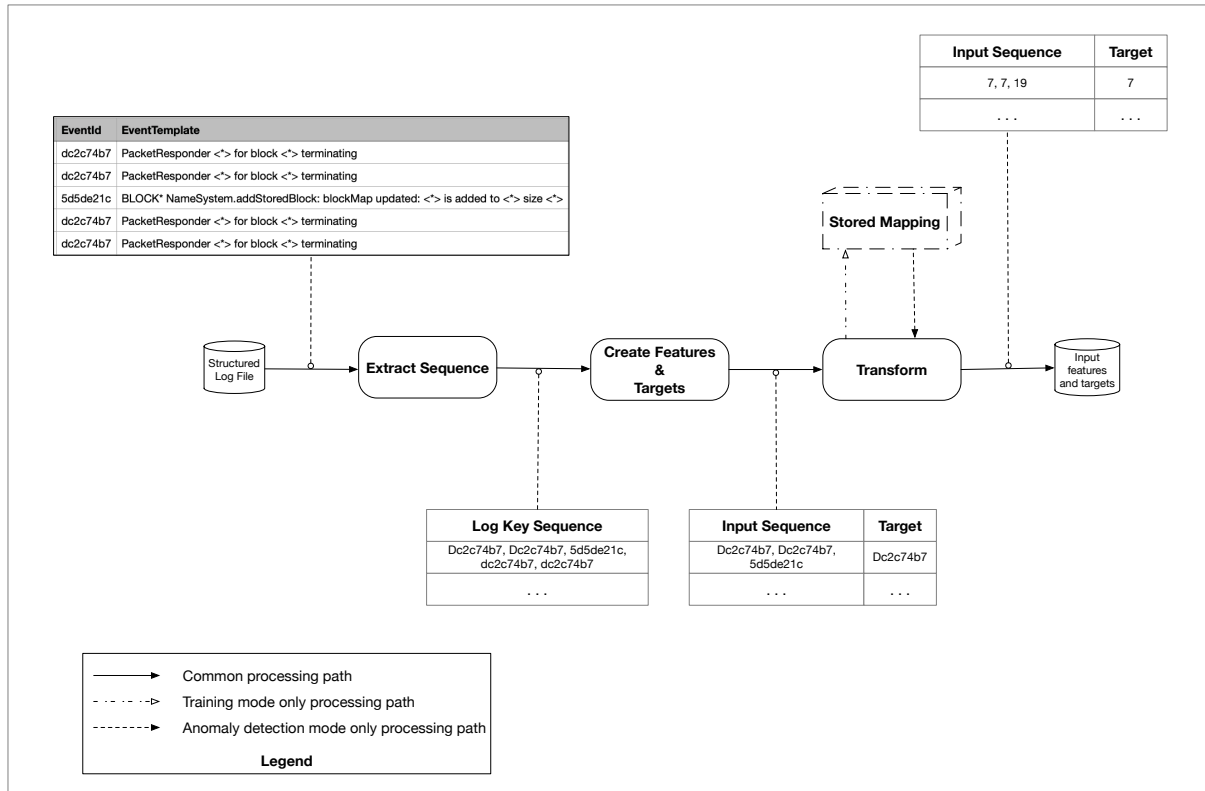 Input Sequence Target
7, 7, 19 7
. . . . . .
EventId EventTemplate
dc2c74b7 PacketResponder <*> for block <*> terminating
dc2c74b7 PacketResponder <*> for block <*> terminating
5d5de21c BLOCK* NameSystem.addStoredBlock: blockMap updated: <*> is added to <*> size <*>
dc2c74b7 PacketResponder <*> for block <*> terminating
dc2c74b7 PacketResponder <*> for block <*> terminating
Stored Mapping
Structured
Log File
Extract Sequence
Create Features
&
Targets
Transform
Input
features
and targets
Log Key Sequence
Dc2c74b7, Dc2c74b7, 5d5de21c,
dc2c74b7, dc2c74b7
. . .
Input Sequence Target
Dc2c74b7, Dc2c74b7,
5d5de21c
Dc2c74b7
. . . . . .
Common processing path
Training mode only processing path
Anomaly detection mode only processing path
Legend